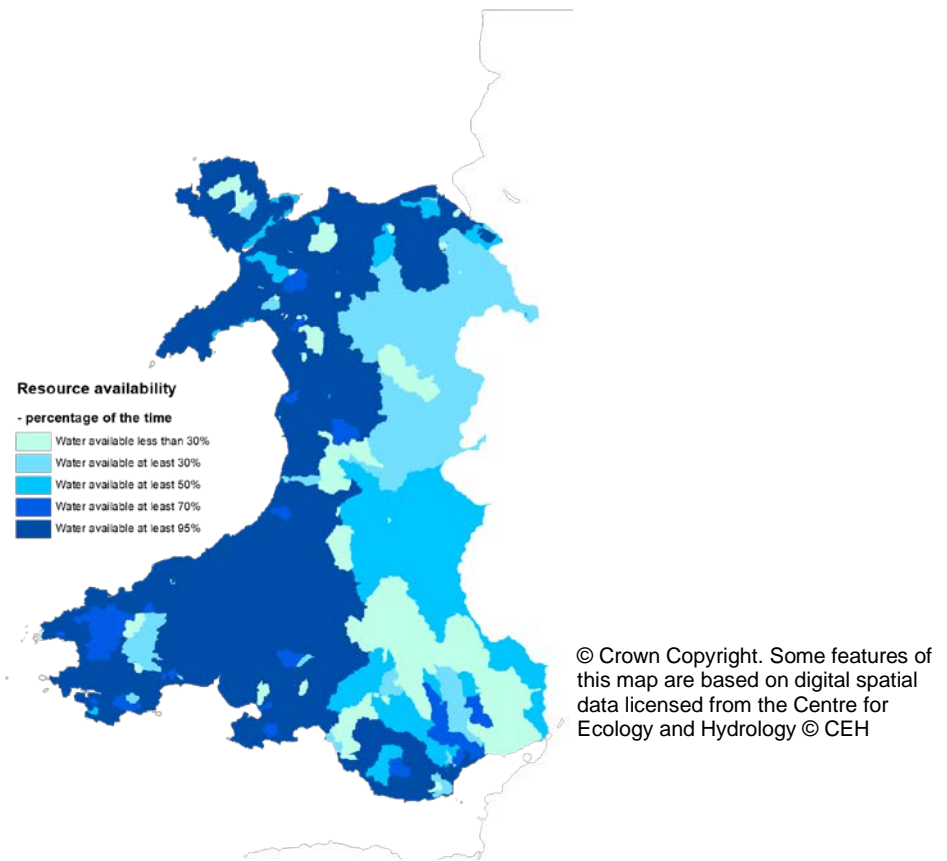 Resource availability
- percentage of the time
Water available less than 30%
Water available at least 30%
Water available at least 50%
Water available at least 70%
Water available at least 95%
© Crown Copyright. Some features of
this map are based on digital spatial
data licensed from the Centre for
Ecology and Hydrology © CEH